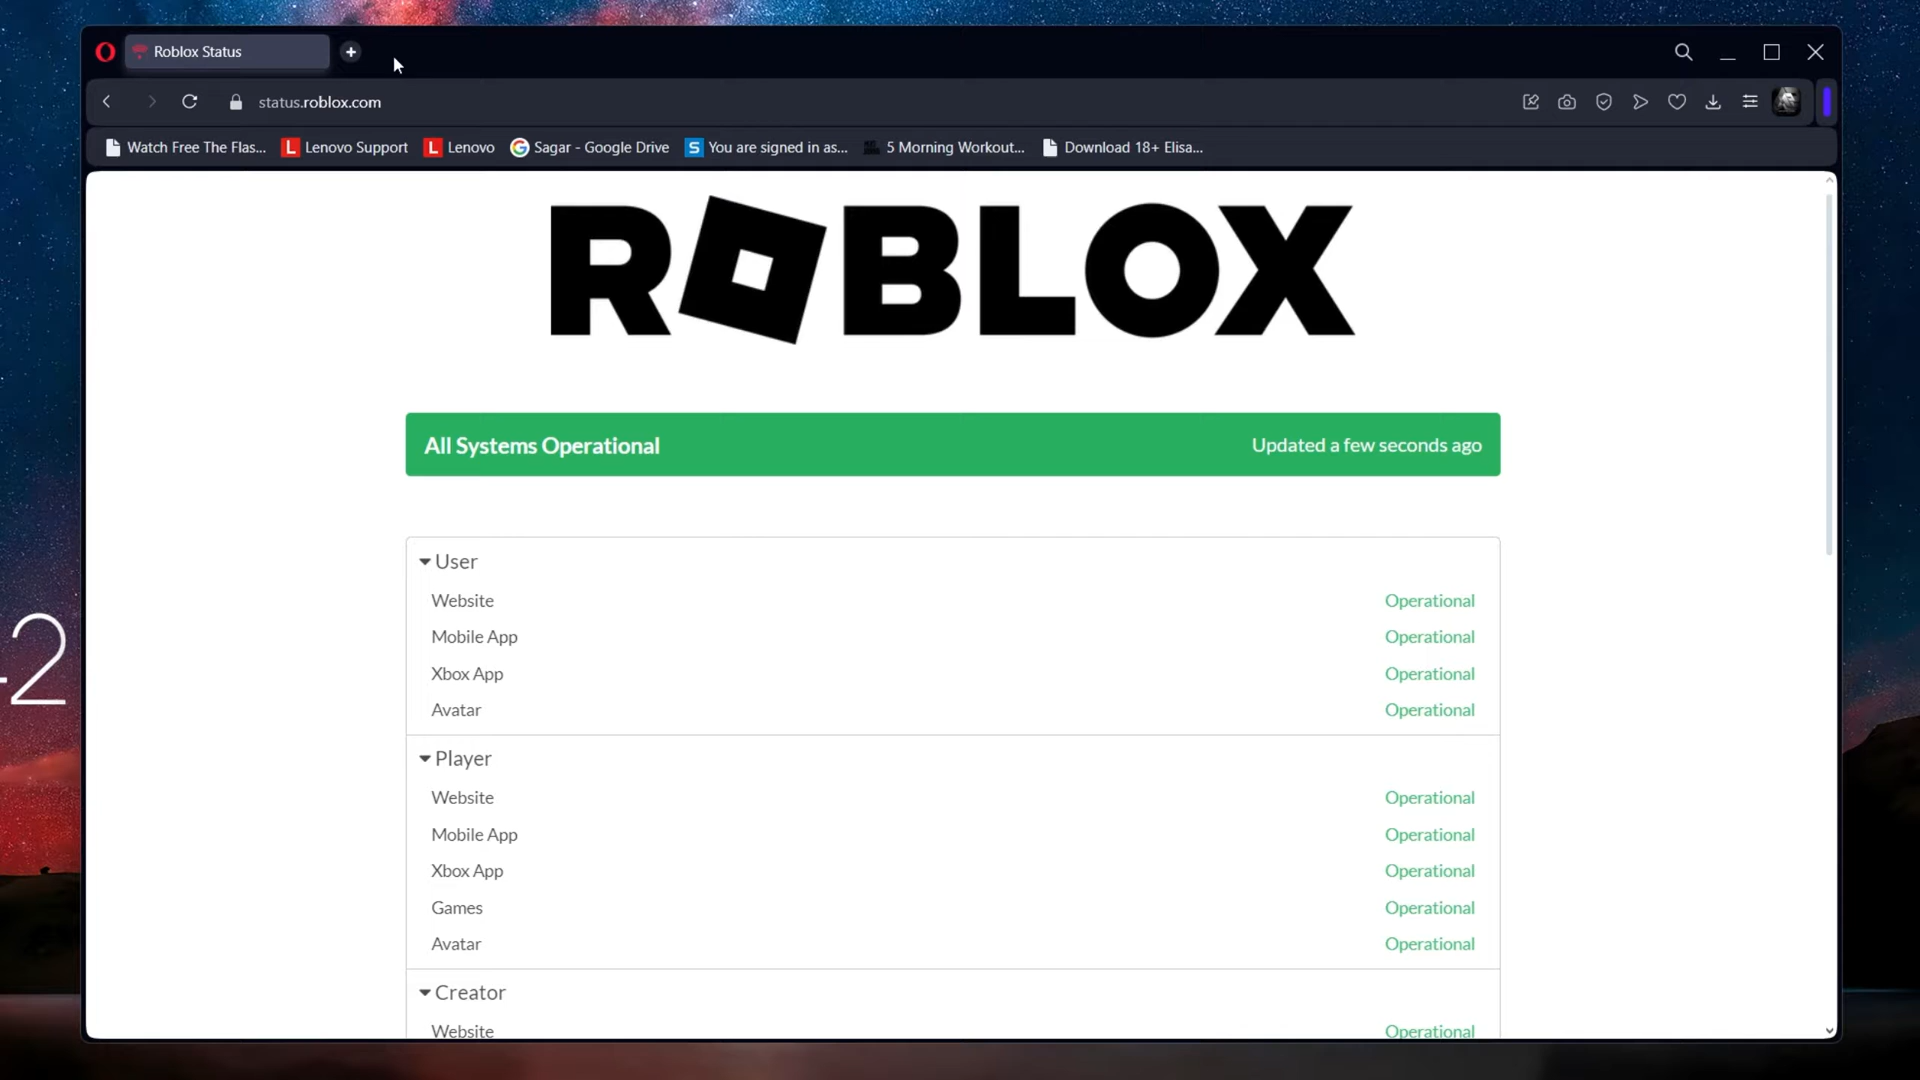 Roblox Status
status.roblox.com
Watch Free The Flas... Lenovo Support Lenovo Sagar - Google Drive You are signed in as... 5 Morning Workout... Download 18+ Elisa...
ROBLOX
All Systems Operational Updated a few seconds ago
User
Website Operational
Mobile App Operational
Xbox App Operational
Avatar Operational
-2
Player
Website Operational
Mobile App Operational
Xbox App Operational
Games Operational
Avatar Operational
Creator
Website Operational